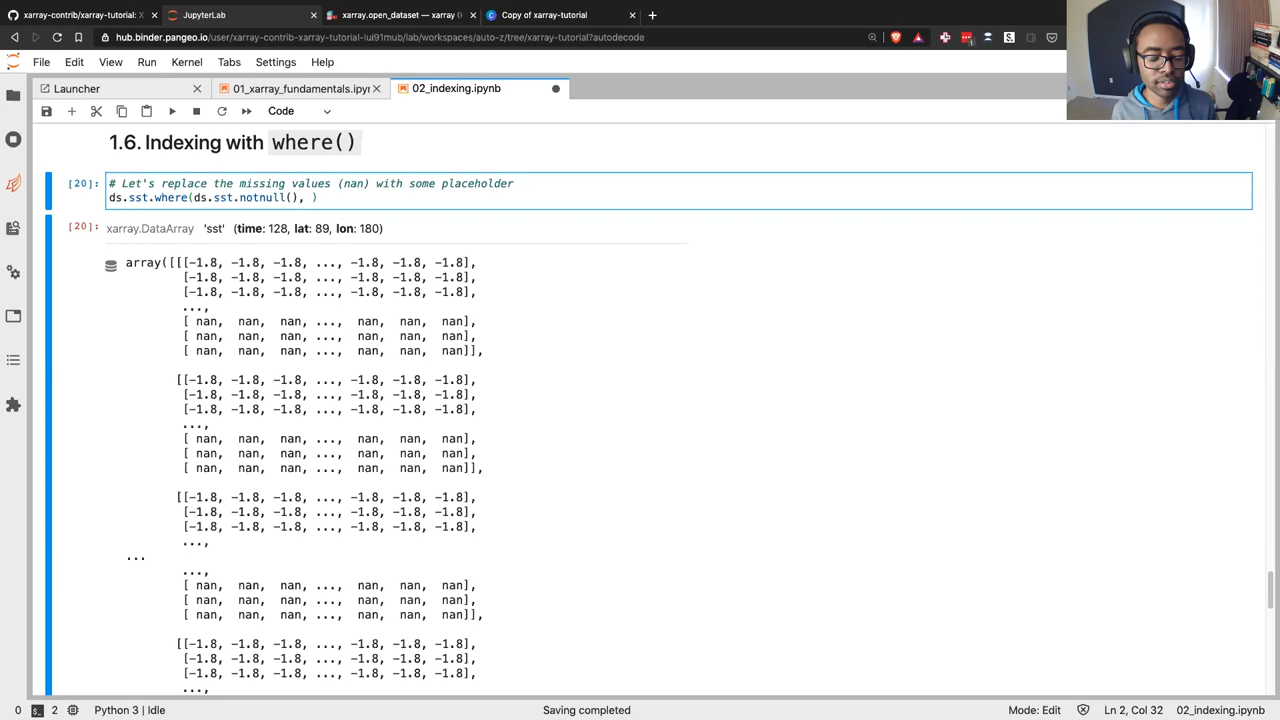 xarray-contrib/xarray-tutorial: X
JupyterLab
xarray.open_dataset — xarray
Copy of xarray-tutorial
hub.binder.pangeo.io/user/xarray-contrib-xarray-tutorial-lui91mub/lab/workspaces/auto-z/tree/xarray-tutorial?autodecode
File Edit View Run Kernel Tabs Settings Help
Launcher
01_xarray_fundamentals.ipyn
02_indexing.ipynb
Code
1.6. Indexing with where()
[20]: # Let's replace the missing values (nan) with some placeholder
ds.sst.where(ds.sst.notnull(), )
[20]: xarray.DataArray 'sst' (time: 128, lat: 89, lon: 180)
array([[[-1.8, -1.8, -1.8, ..., -1.8, -1.8, -1.8],
[-1.8, -1.8, -1.8, ..., -1.8, -1.8, -1.8],
[-1.8, -1.8, -1.8, ..., -1.8, -1.8, -1.8],
...,
[ nan, nan, nan, ..., nan, nan, nan],
[ nan, nan, nan, ..., nan, nan, nan],
[ nan, nan, nan, ..., nan, nan, nan]],
[[-1.8, -1.8, -1.8, ..., -1.8, -1.8, -1.8],
[-1.8, -1.8, -1.8, ..., -1.8, -1.8, -1.8],
[-1.8, -1.8, -1.8, ..., -1.8, -1.8, -1.8],
...,
[ nan, nan, nan, ..., nan, nan, nan],
[ nan, nan, nan, ..., nan, nan, nan],
[ nan, nan, nan, ..., nan, nan, nan]],
[[-1.8, -1.8, -1.8, ..., -1.8, -1.8, -1.8],
[-1.8, -1.8, -1.8, ..., -1.8, -1.8, -1.8],
[-1.8, -1.8, -1.8, ..., -1.8, -1.8, -1.8],
...,
...
...,
[ nan, nan, nan, ..., nan, nan, nan],
[ nan, nan, nan, ..., nan, nan, nan],
[ nan, nan, nan, ..., nan, nan, nan]],
[[-1.8, -1.8, -1.8, ..., -1.8, -1.8, -1.8],
[-1.8, -1.8, -1.8, ..., -1.8, -1.8, -1.8],
[-1.8, -1.8, -1.8, ..., -1.8, -1.8, -1.8],
...,
0 2 Python 3 | Idle Saving completed Mode: Edit Ln 2, Col 32 02_indexing.ipynb